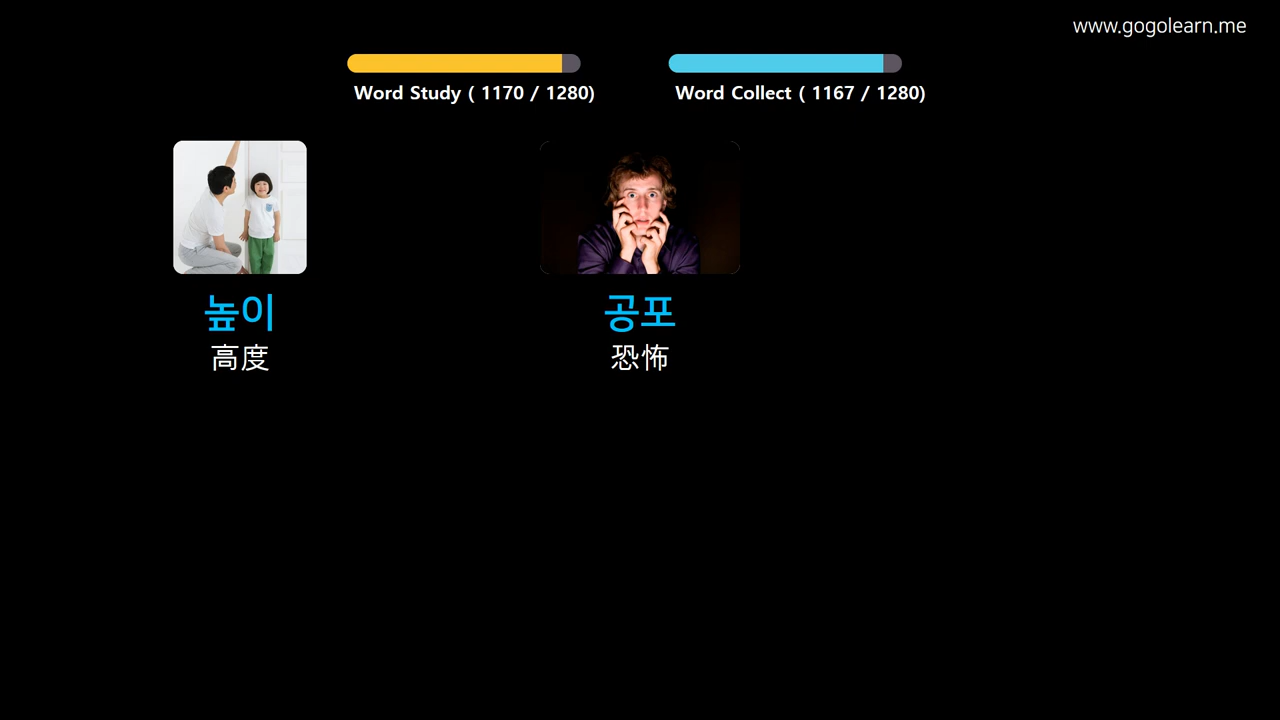 www.gogolearn.me
Word Study ( 1170 / 1280)
Word Collect ( 1167 / 1280)
높이
高度
공포
恐怖